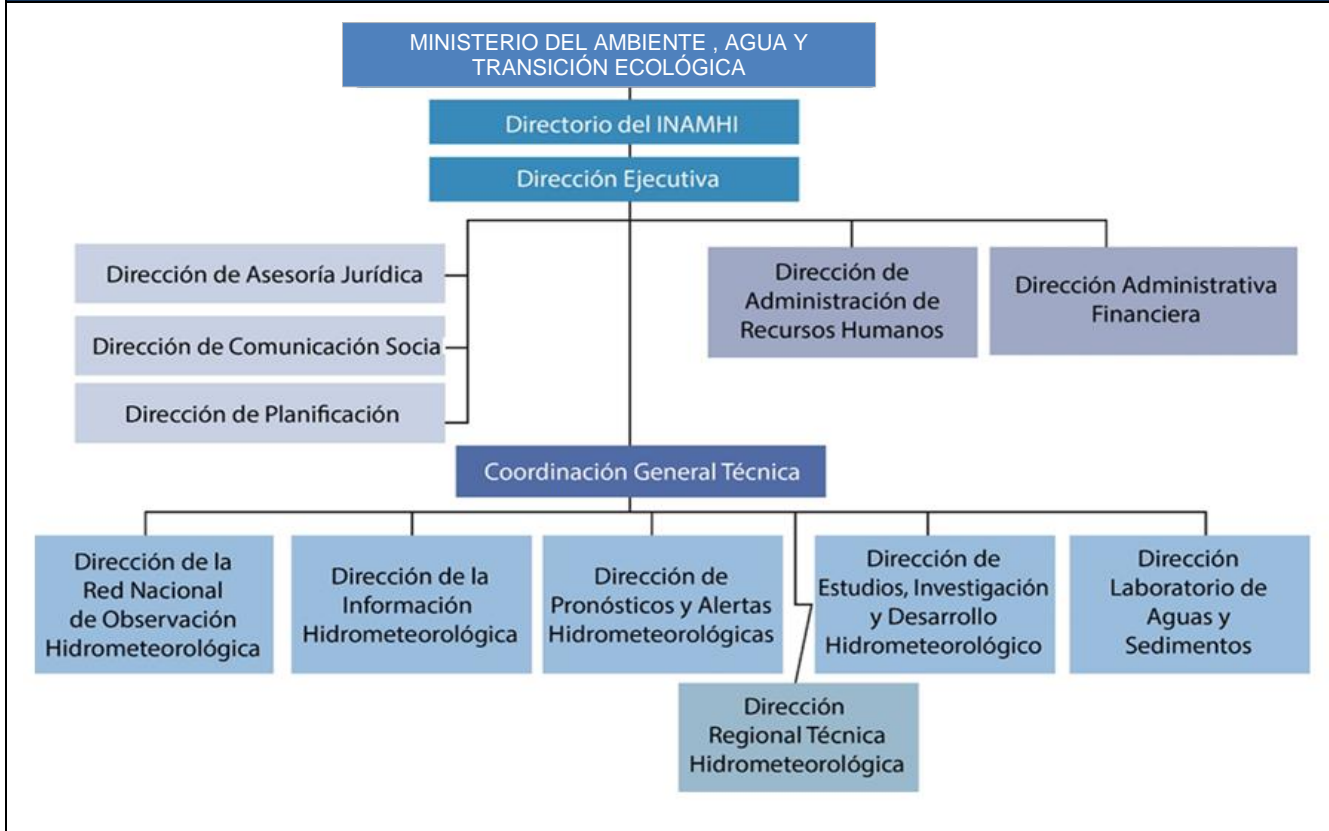 MINISTERIO DEL AMBIENTE , AGUA Y
TRANSICIÓN ECOLÓGICA
Directorio del INAMHI
Dirección Ejecutiva
Dirección de Asesoría Jurídica
Dirección de Comunicación Socia
Dirección de Planificación
Dirección de
Administración de
Recursos Humanos
Dirección Administrativa
Financiera
Coordinación General Técnica
Dirección de la
Red Nacional
de Observación
Hidrometeorológica
Dirección de la
Información
Hidrometeorológica
Dirección de
Pronósticos y Alertas
Hidrometeorológicas
Dirección de
Estudios, Investigación
y Desarrollo
Hidrometeorológico
Dirección
Laboratorio de
Aguas y
Sedimentos
Dirección
Regional Técnica
Hidrometeorológica